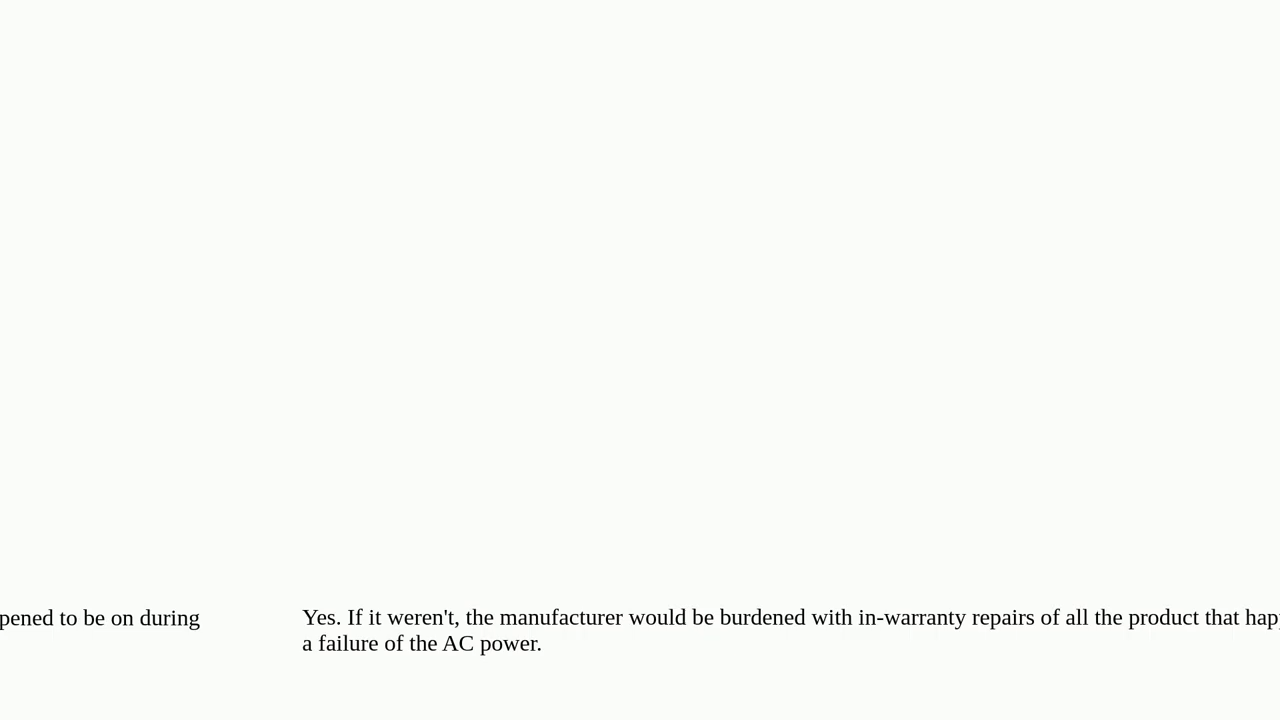 pened to be on during
Yes. If it weren't, the manufacturer would be burdened with in-warranty repairs of all the product that hap
a failure of the AC power.